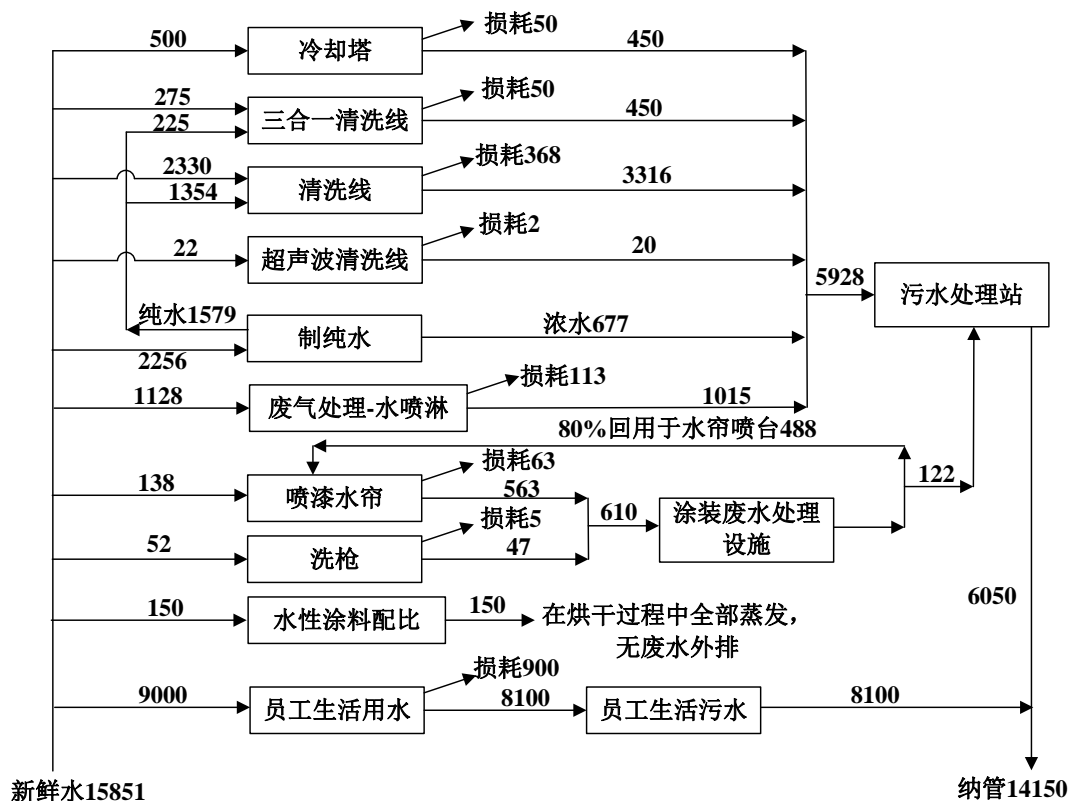 500
冷却塔
损耗50
450
275
225
三合一清洗线
损耗50
450
2330
1354
清洗线
损耗368
3316
22
超声波清洗线
损耗2
20
5928
污水处理站
纯水1579
2256
制纯水
浓水677
1128
废气处理-水喷淋
损耗113
1015
80%回用于水帘喷台488
138
喷漆水帘
损耗63
563
610
涂装废水处理
设施
122
52
洗枪
损耗5
47
6050
150
水性涂料配比
150
在烘干过程中全部蒸发，
无废水外排
9000
员工生活用水
损耗900
8100
员工生活污水
8100
新鲜水15851
纳管14150